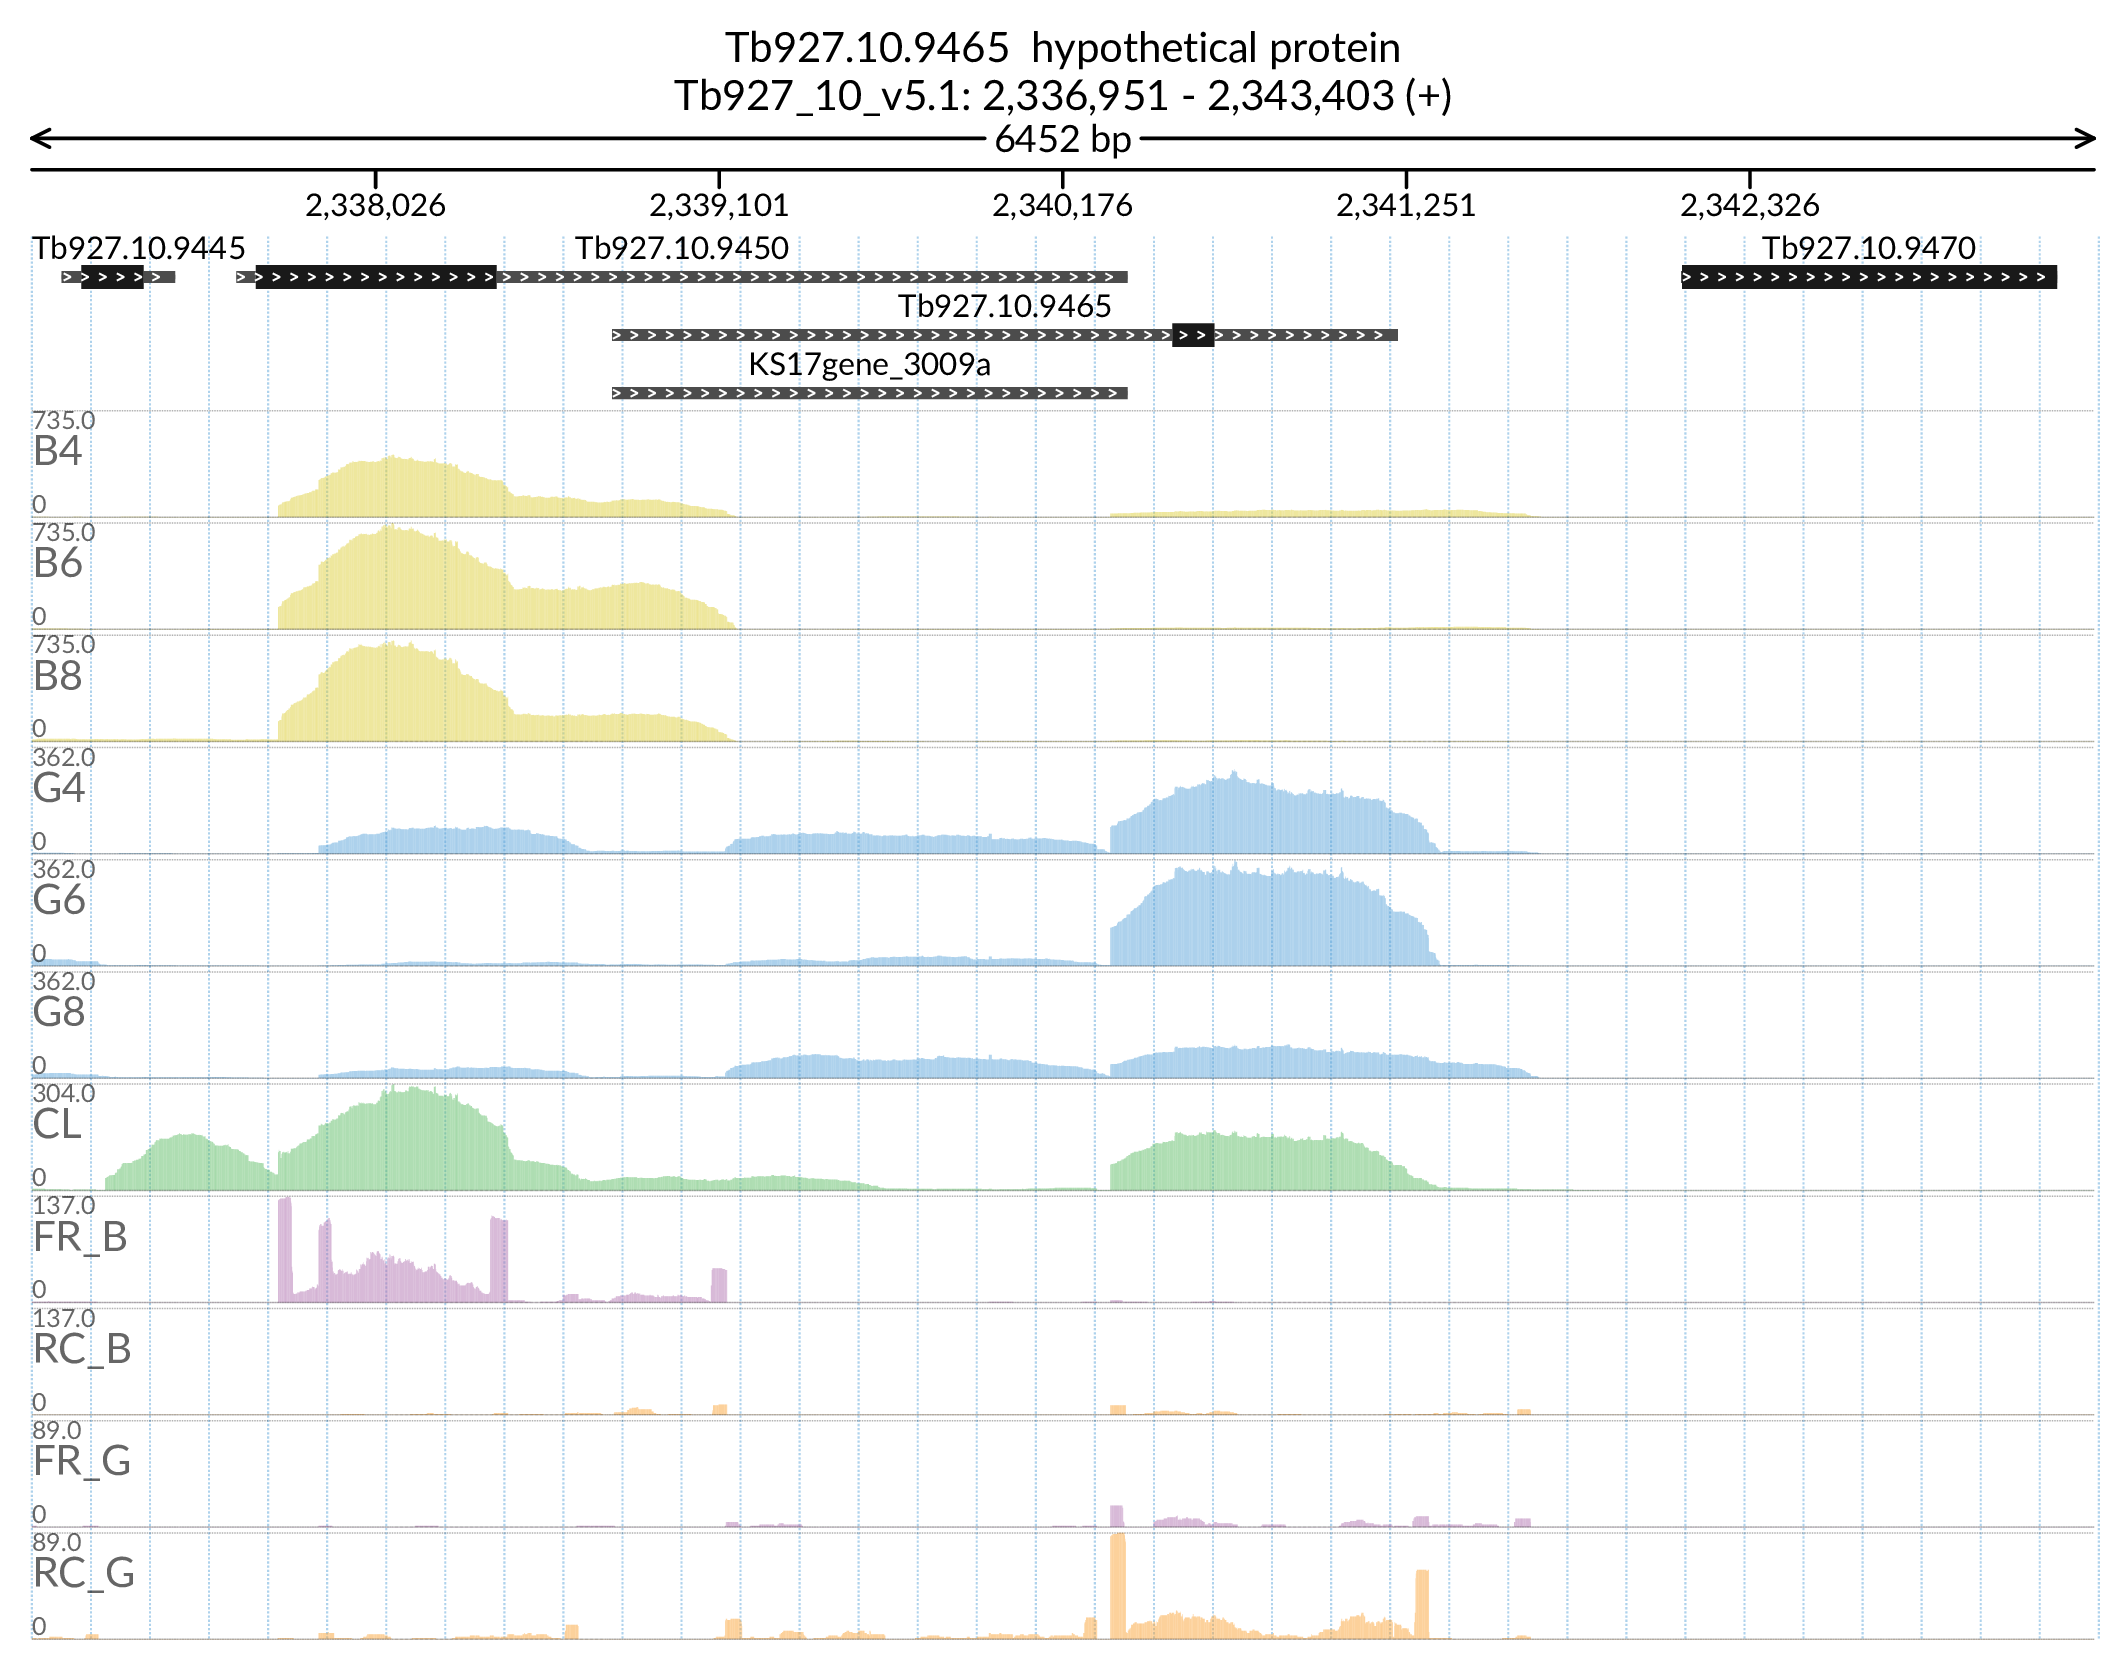 Tb927.10.9465  hypothetical protein
Tb927_10_v5.1: 2,336,951 - 2,343,403 (+)
6452 bp
2,338,026 2,339,101 2,340,176 2,341,251 2,342,326
Tb927.10.9445 Tb927.10.9450 Tb927.10.9470
Tb927.10.9465
KS17gene_3009a
735.0
B4
0
735.0
B6
0
735.0
B8
0
362.0
G4
0
362.0
G6
0
362.0
G8
0
304.0
CL
0
137.0
FR_B
0
137.0
RC_B
0
89.0
FR_G
0
89.0
RC_G
0